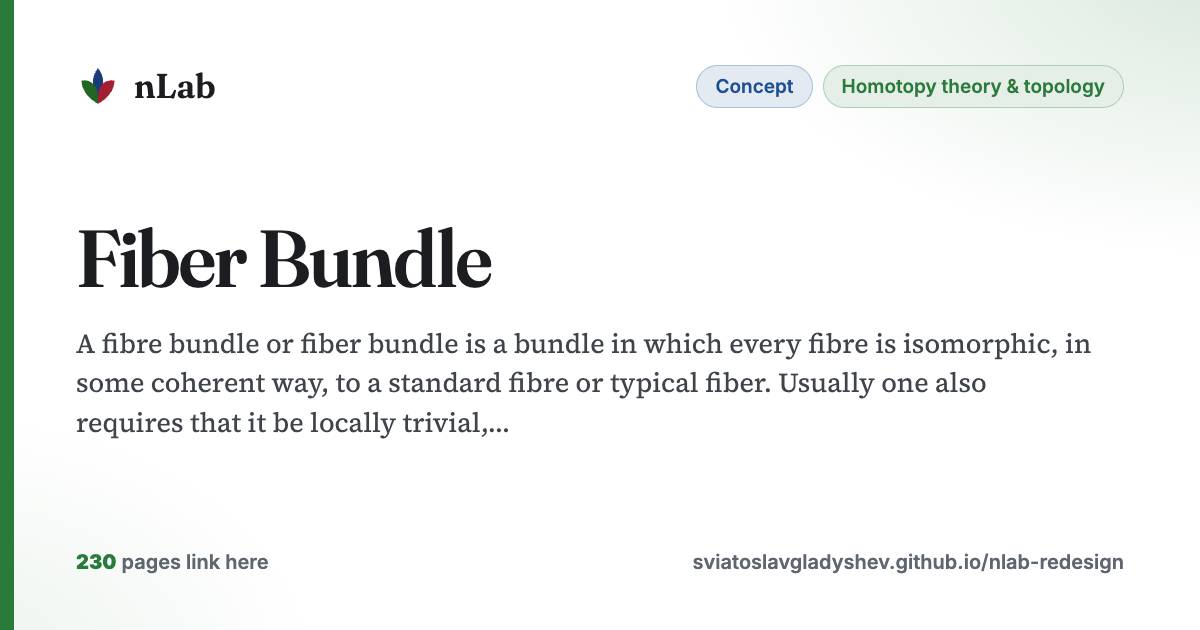 nLab
Concept
Homotopy theory & topology
Fiber Bundle
A fibre bundle or fiber bundle is a bundle in which every fibre is isomorphic, in
some coherent way, to a standard fibre or typical fiber. Usually one also
requires that it be locally trivial,...
230 pages link here
sviatoslavgladyshev.github.io/nlab-redesign